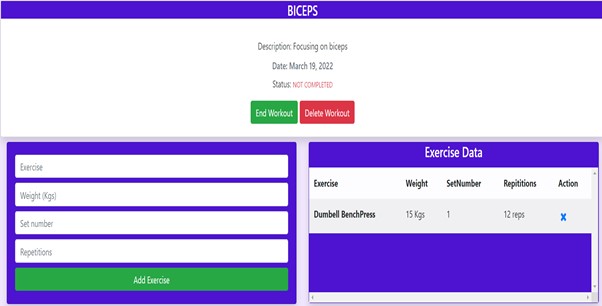 BICEPS
Description: Focusing on biceps
Date: March 19, 2022
Status: NOT COMPLETED
End Workout Delete Workout
Exercise
Weight (Kgs)
Set number
Repetitions
Add Exercise
Exercise Data
Exercise Weight SetNumber Repititions Action
Dumbell BenchPress 15 Kgs 1 12 reps x